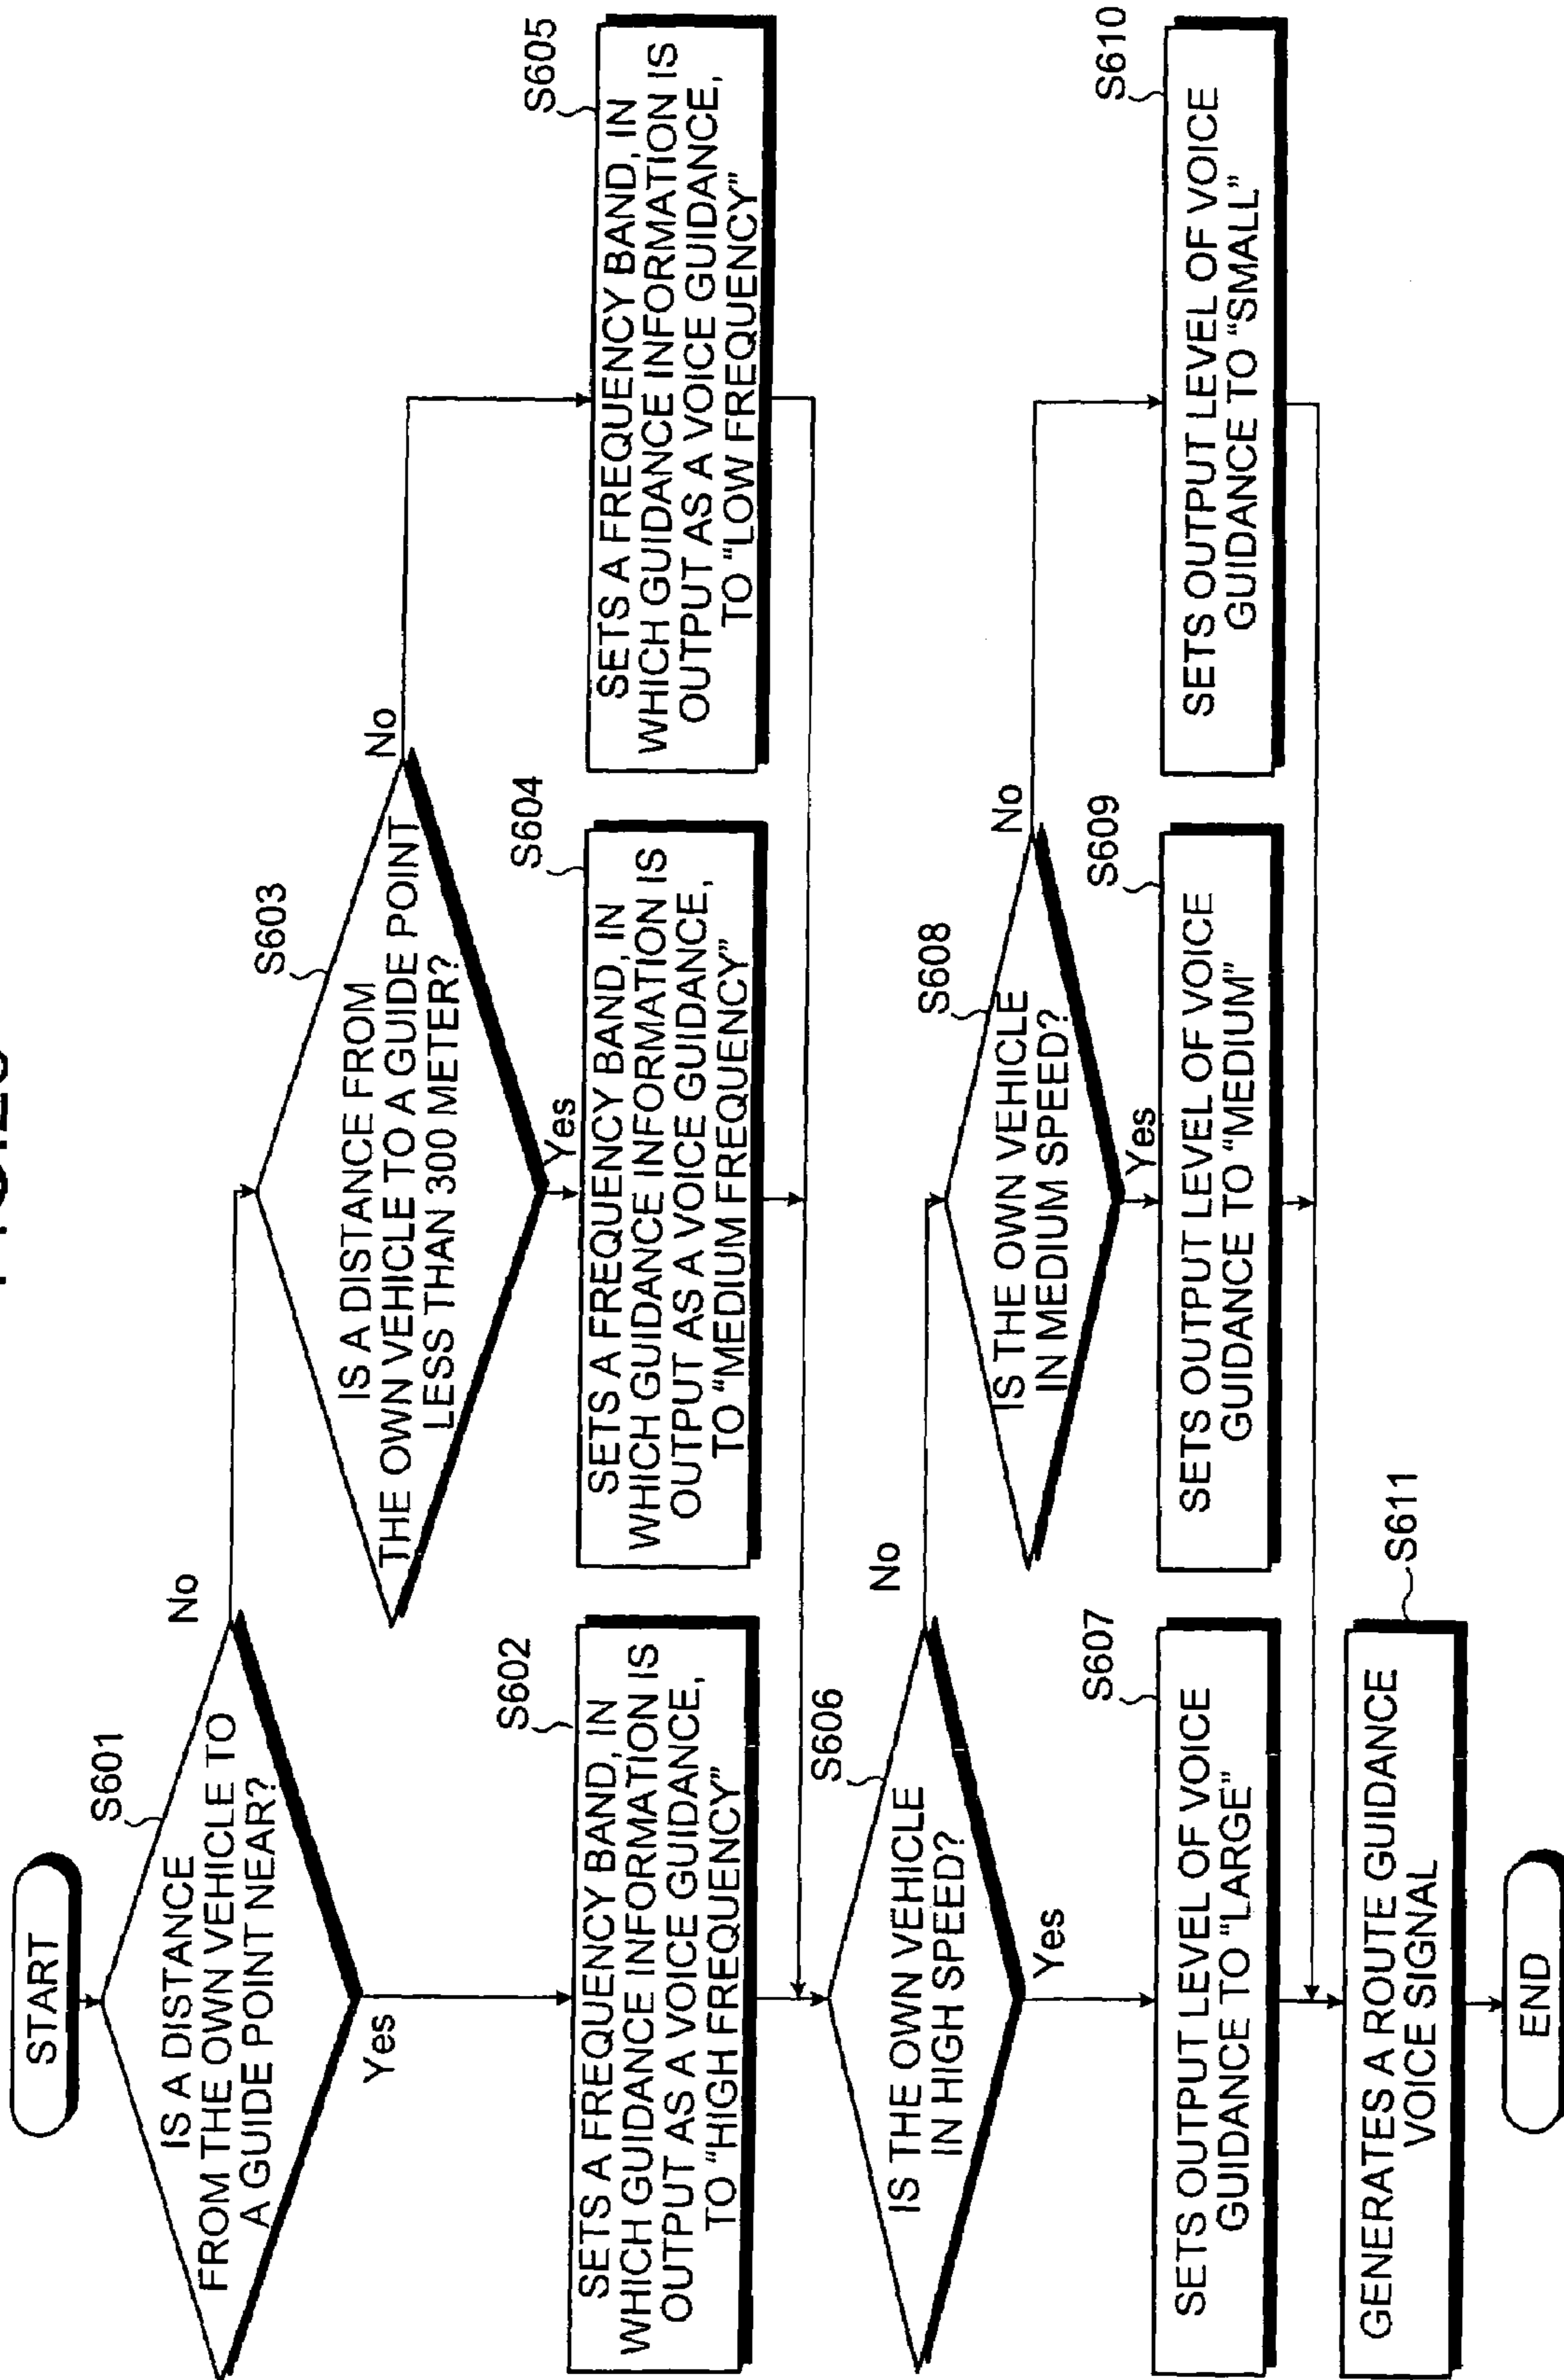 START
S601
IS A DISTANCE
FROM THE OWN VEHICLE TO
A GUIDE POINT NEAR?
No
Yes
S603
IS A DISTANCE FROM
THE OWN VEHICLE TO A GUIDE POINT
LESS THAN 300 METER?
No
Yes
S602
SETS A FREQUENCY BAND, IN
WHICH GUIDANCE INFORMATION IS
OUTPUT AS A VOICE GUIDANCE,
TO "HIGH FREQUENCY"
S604
SETS A FREQUENCY BAND, IN
WHICH GUIDANCE INFORMATION IS
OUTPUT AS A VOICE GUIDANCE,
TO "MEDIUM FREQUENCY"
S605
SETS A FREQUENCY BAND, IN
WHICH GUIDANCE INFORMATION IS
OUTPUT AS A VOICE GUIDANCE,
TO "LOW FREQUENCY"
S606
IS THE OWN VEHICLE
IN HIGH SPEED?
No
Yes
S608
IS THE OWN VEHICLE
IN MEDIUM SPEED?
No
Yes
S607
SETS OUTPUT LEVEL OF VOICE
GUIDANCE TO "LARGE"
S609
SETS OUTPUT LEVEL OF VOICE
GUIDANCE TO "MEDIUM"
S610
SETS OUTPUT LEVEL OF VOICE
GUIDANCE TO "SMALL"
S611
GENERATES A ROUTE GUIDANCE
VOICE SIGNAL
END